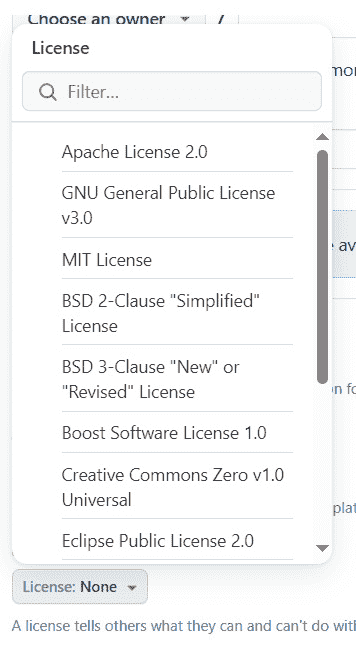 Choose an owner /
License
Filter...
Apache License 2.0
GNU General Public License
v3.0
MIT License
BSD 2-Clause "Simplified"
License
BSD 3-Clause "New" or
"Revised" License
Boost Software License 1.0
Creative Commons Zero v1.0
Universal
Eclipse Public License 2.0
License: None
A license tells others what they can and can't do with